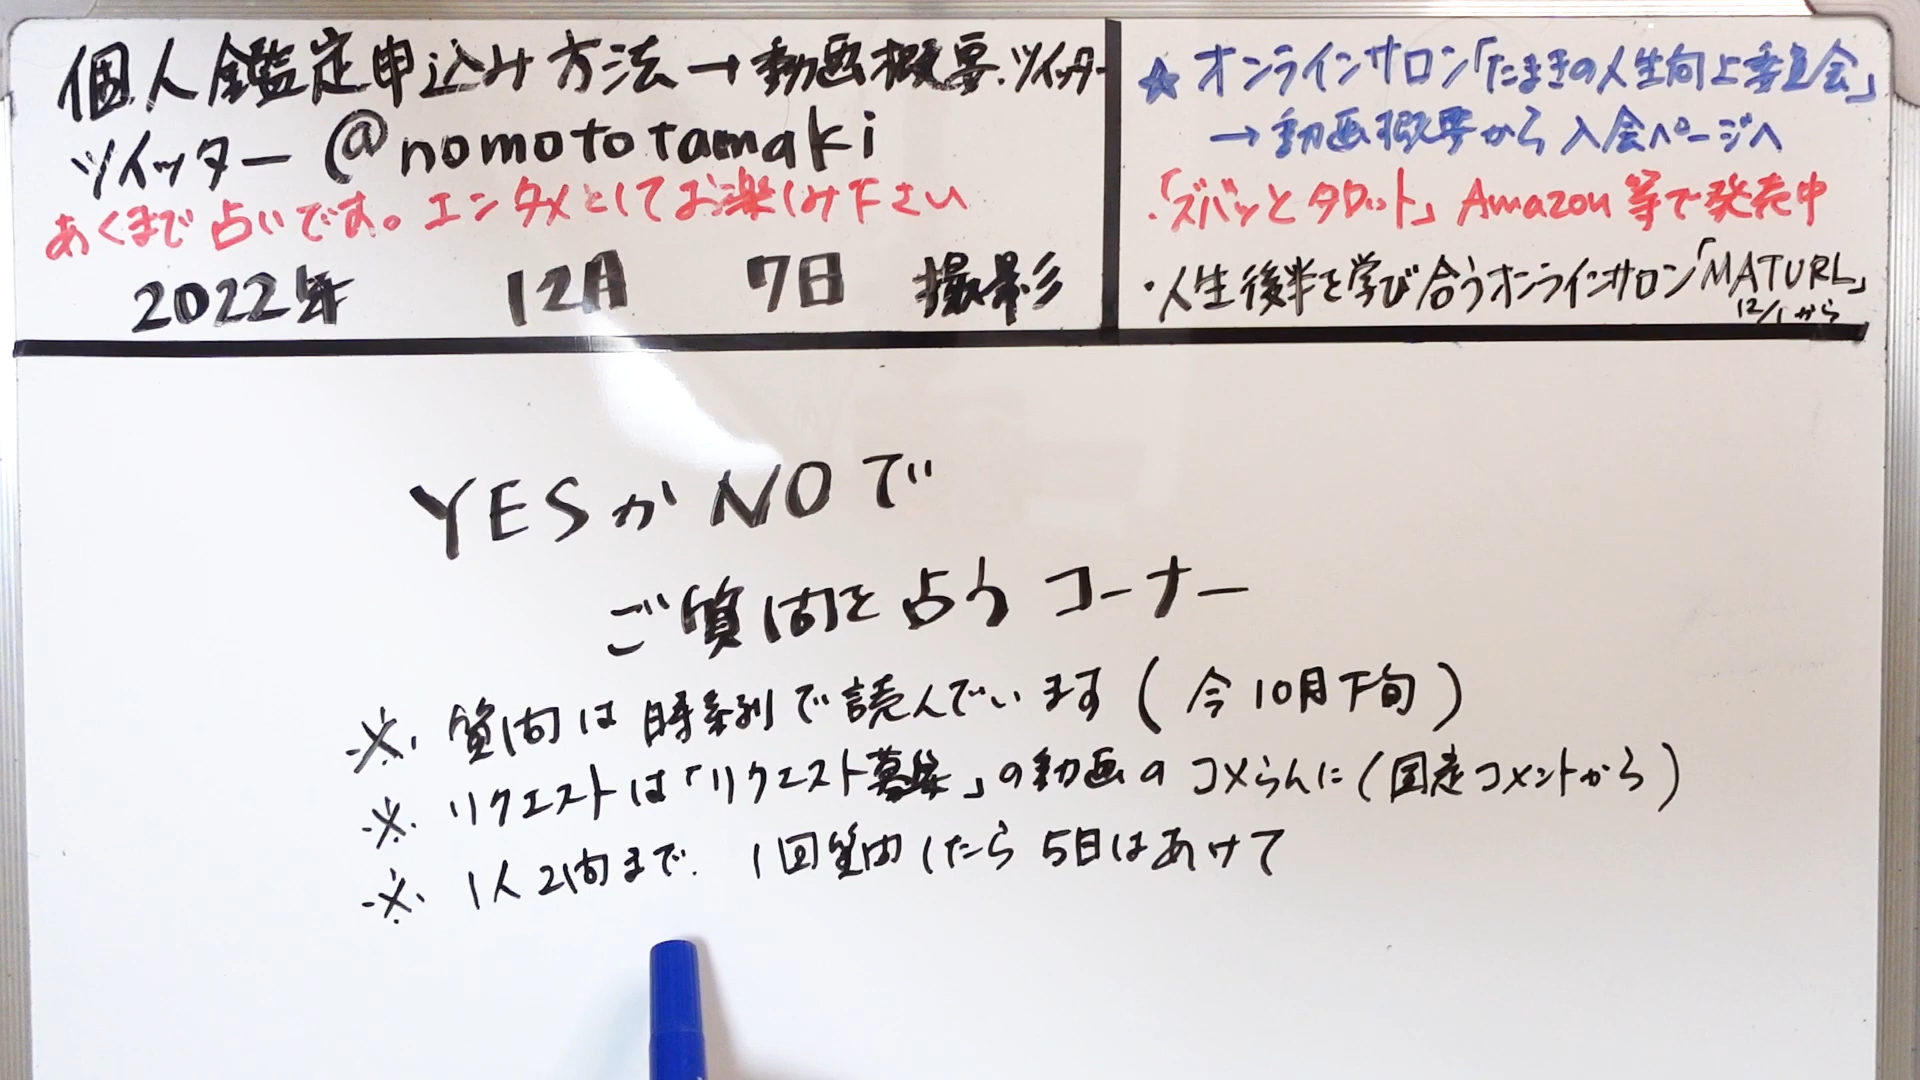 個人鑑定申込み方法→動画概要、ツイッター
ツイッター @nomototamaki
あくまで占いです。エンタメとしてお楽しみ下さい
2022年 12月 7日 撮影
☆ オンラインサロン「たまきの人生向上委員会」
→動画概要から入会ページへ
・「ズバッとタロット」Amazon等で発売中
・人生後半を学び合うオンラインサロン「MATURL」
12/1から
YESかNOで
ご質問を占うコーナー
※. 質問は時系列で読んでいます(今10月下旬)
※. リクエストは「リクエスト募集」の動画のコメらんに(固定コメントから)
※. 1人2問まで. 1回質問したら5日はあけて